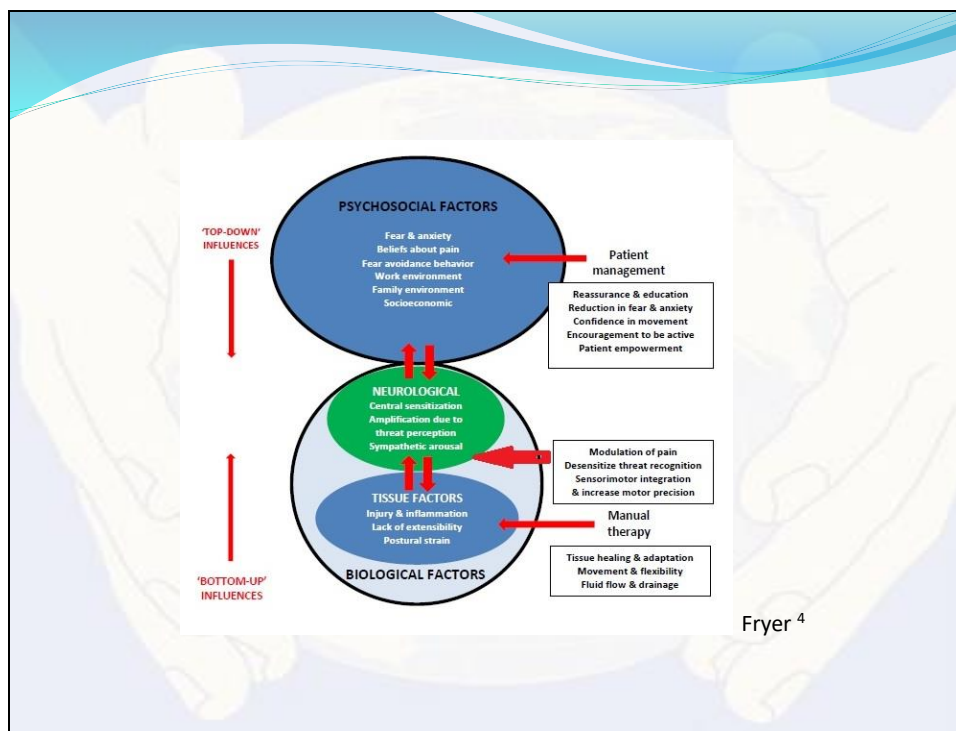 PSYCHOSOCIAL FACTORS
Fear & anxiety
Beliefs about pain
Fear avoidance behavior
Work environment
Family environment
Socioeconomic
'TOP-DOWN'
INFLUENCES
Patient
management
Reassurance & education
Reduction in fear & anxiety
Confidence in movement
Encouragement to be active
Patient empowerment
NEUROLOGICAL
Central sensitization
Amplification due to
threat perception
Sympathetic arousal
Modulation of pain
Desensitize threat recognition
Sensorimotor integration
& increase motor precision
TISSUE FACTORS
Injury & inflammation
Lack of extensibility
Postural strain
Manual
therapy
Tissue healing & adaptation
Movement & flexibility
Fluid flow & drainage
BIOLOGICAL FACTORS
'BOTTOM-UP'
INFLUENCES
Fryer 4